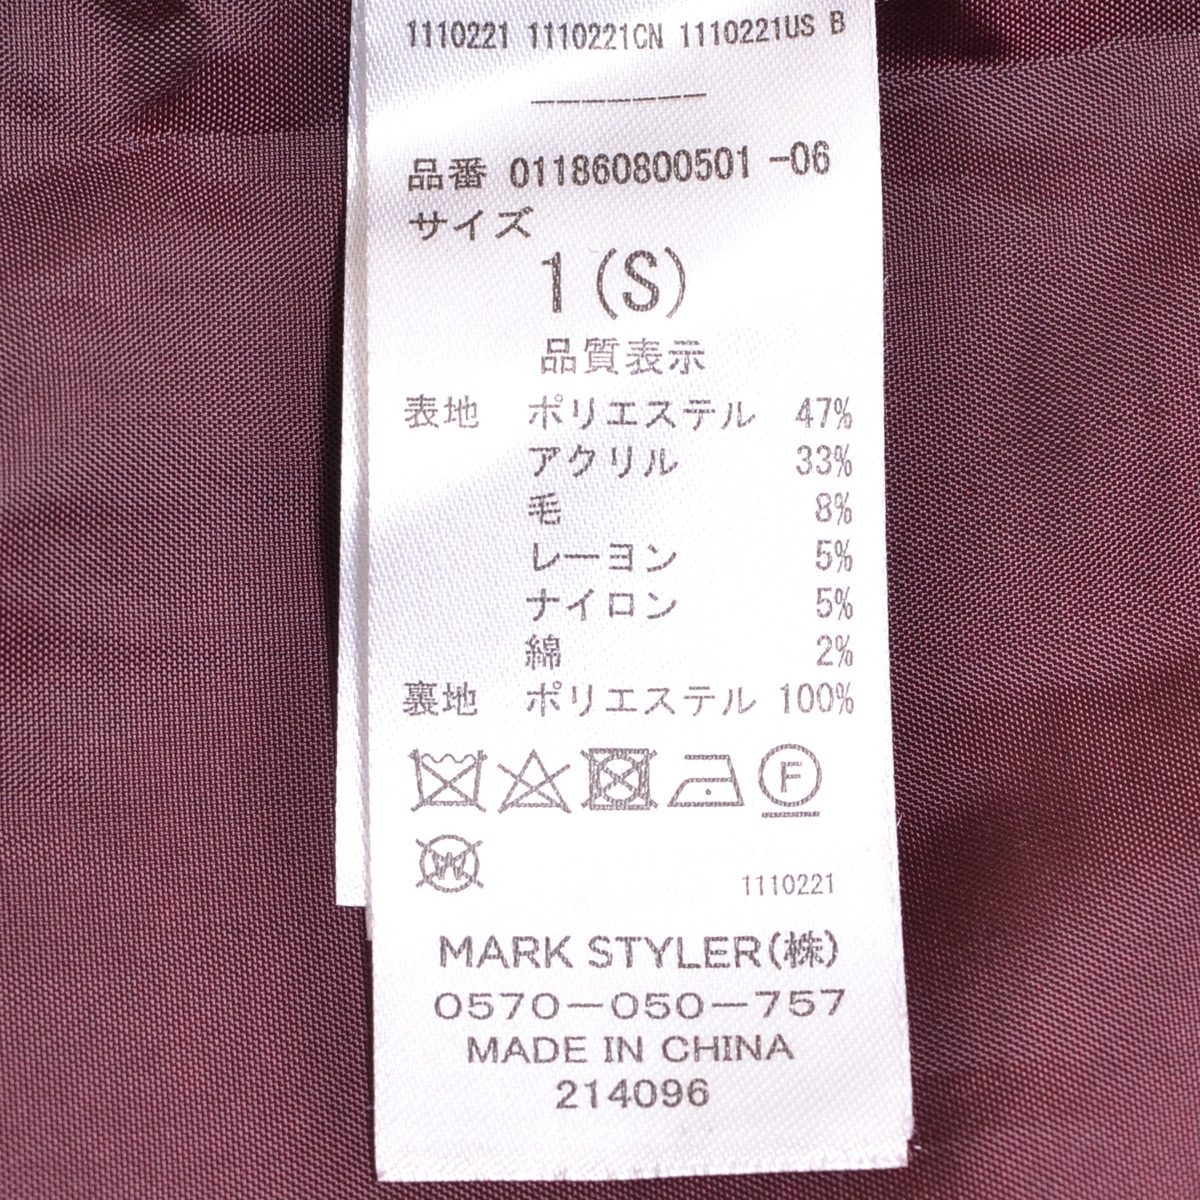 1110221 1110221CN 1110221US B
品番 011860800501 -06
サイズ
1(S)
品質表示
表地 ポリエステル 47%
アクリル 33%
毛 8%
レーヨン 5%
ナイロン 5%
綿 2%
裏地 ポリエステル 100%
F
W
1110221
MARK STYLER(株)
0570-050-757
MADE IN CHINA
214096